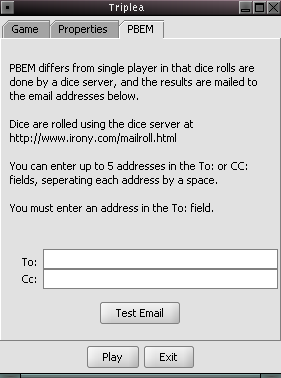 Triplea
Game Properties PBEM
PBEM differs from single player in that dice rolls are
done by a dice server, and the results are mailed to
the email addresses below.
Dice are rolled using the dice server at
http://www.irony.com/mailroll.html
You can enter up to 5 addresses in the To: or CC:
fields, seperating each address by a space.
You must enter an address in the To: field.
To:
Cc:
Test Email
Play Exit